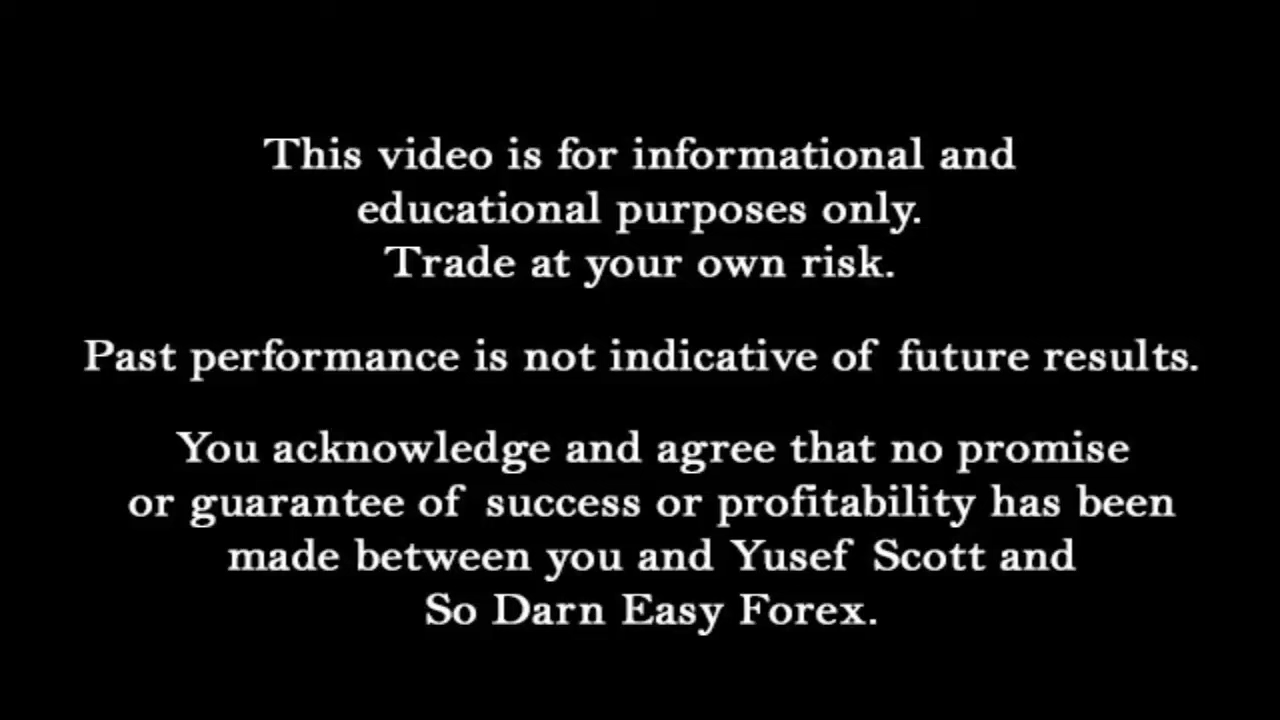 This video is for informational and
educational purposes only.
Trade at your own risk.
Past performance is not indicative of future results.
You acknowledge and agree that no promise
or guarantee of success or profitability has been
made between you and Yusef Scott and
So Darn Easy Forex.